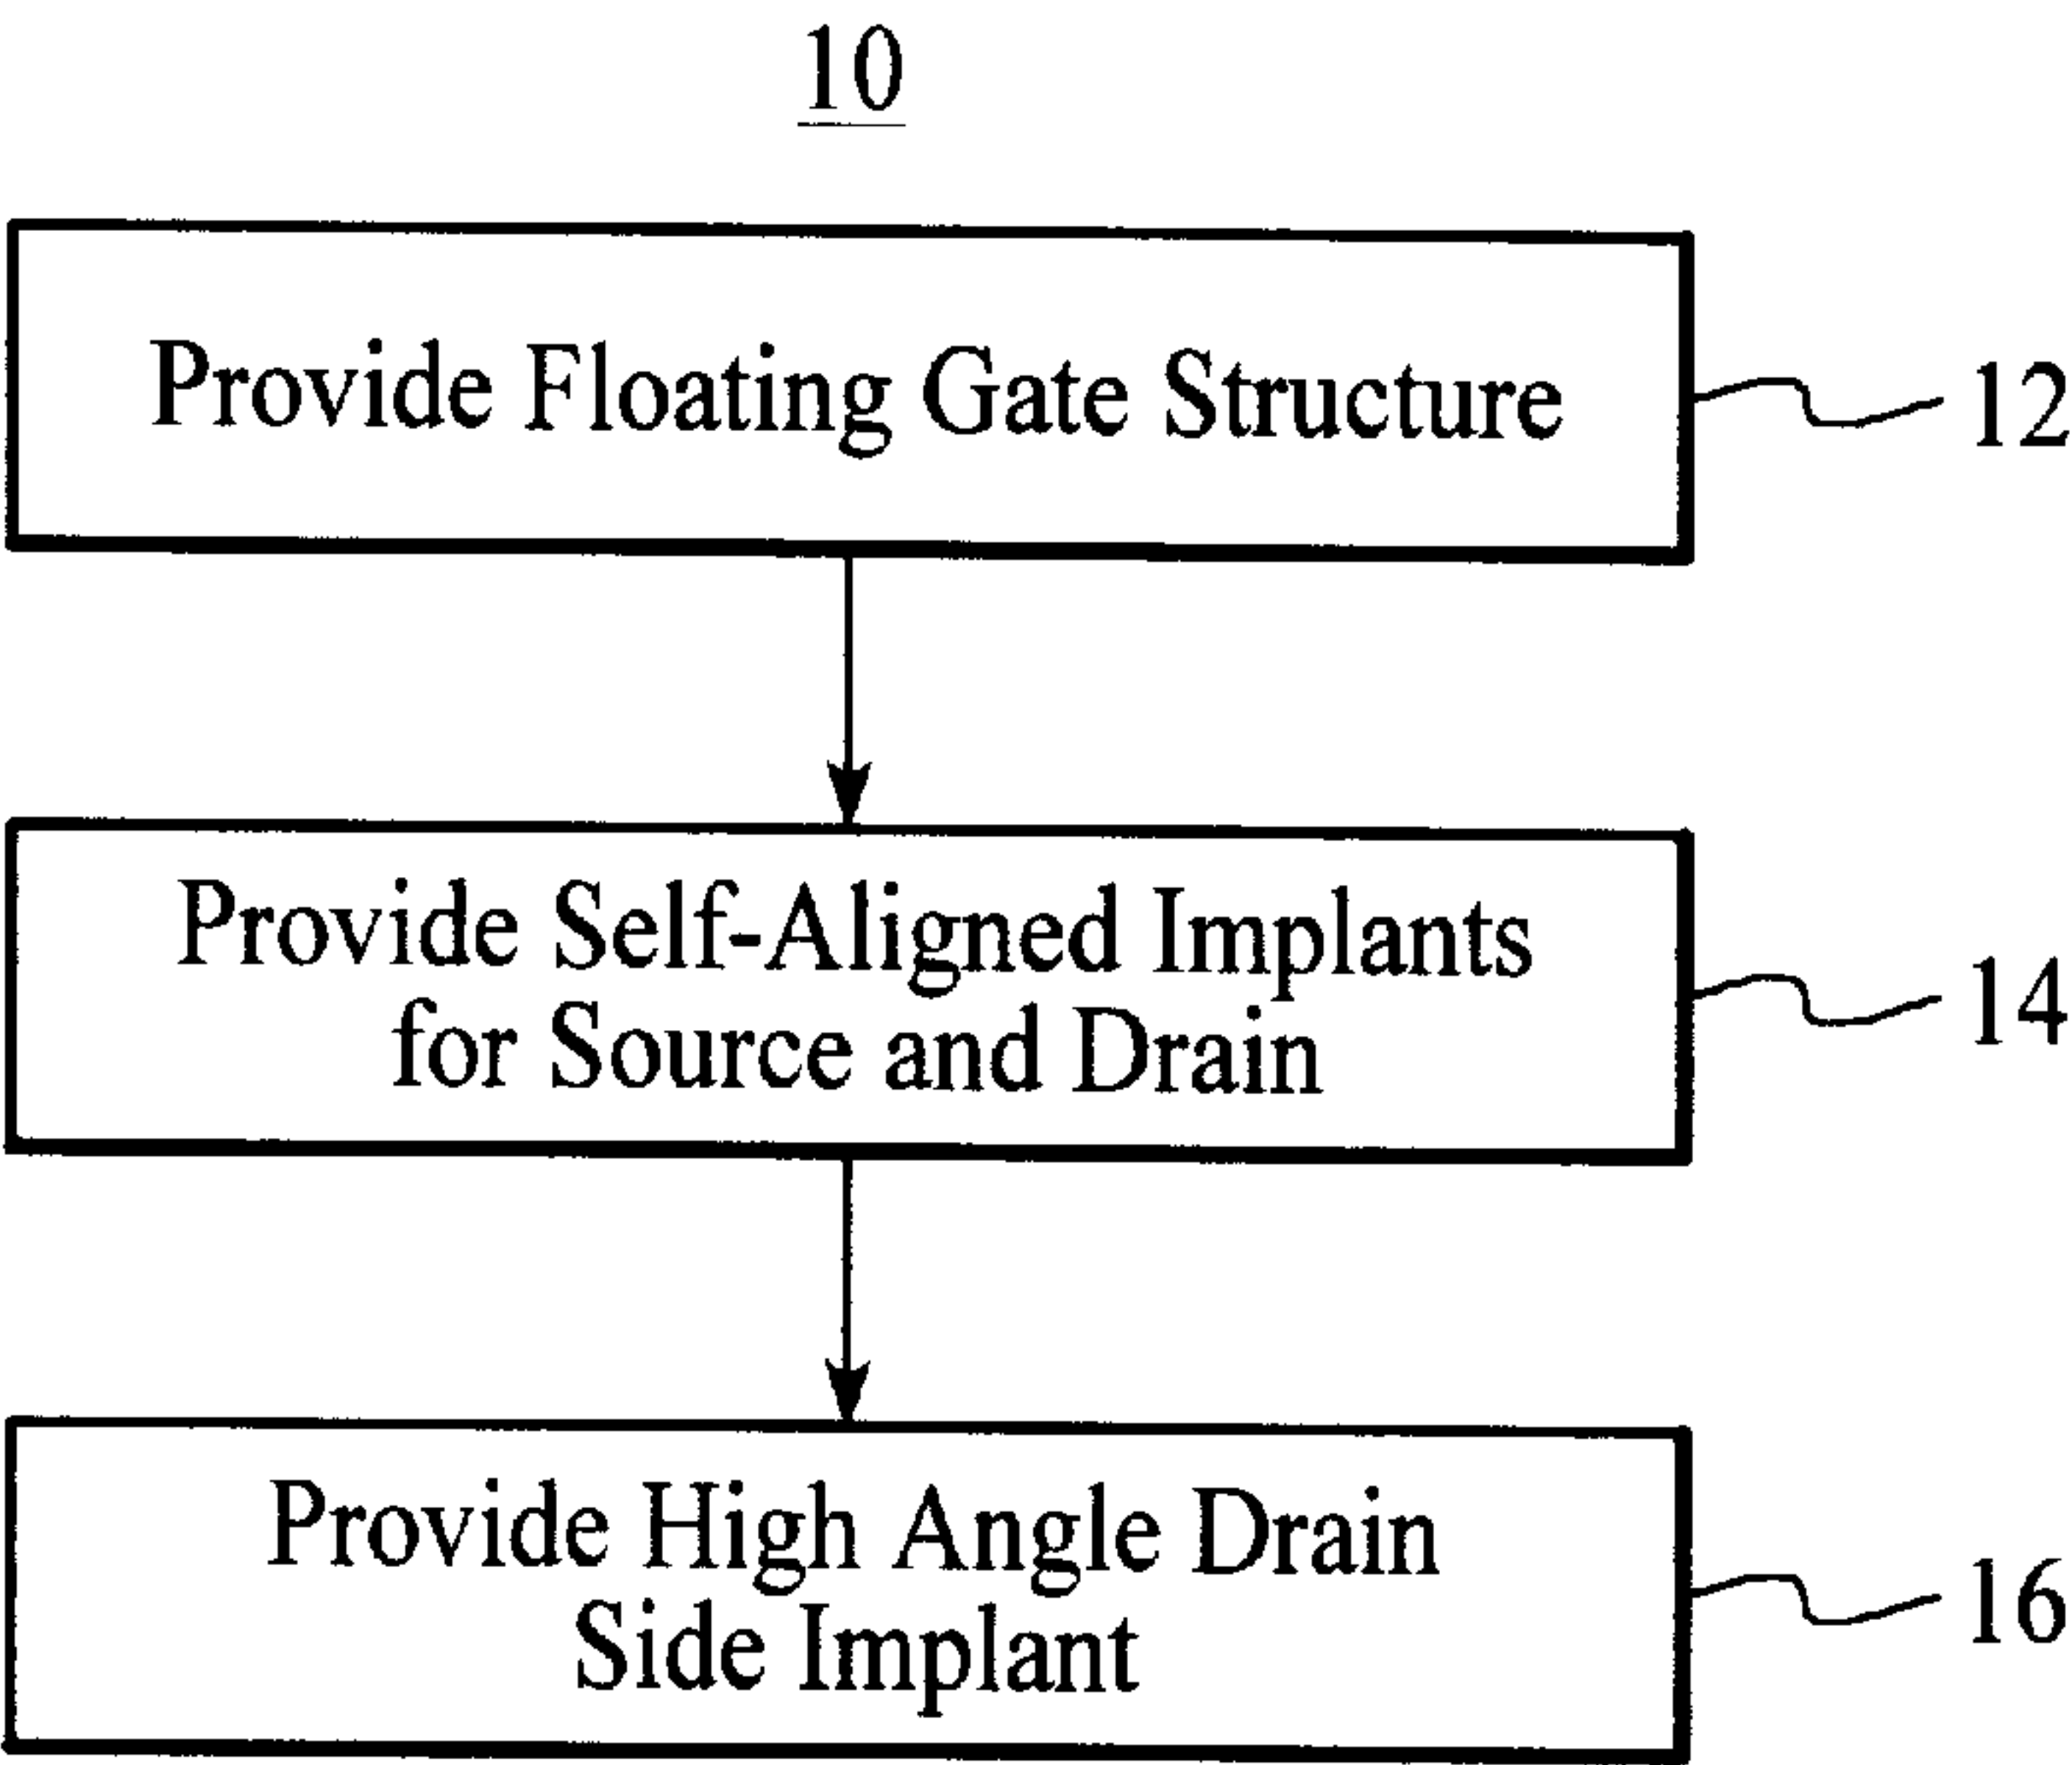 10
Provide Floating Gate Structure
12
Provide Self-Aligned Implants
for Source and Drain
14
Provide High Angle Drain
Side Implant
16